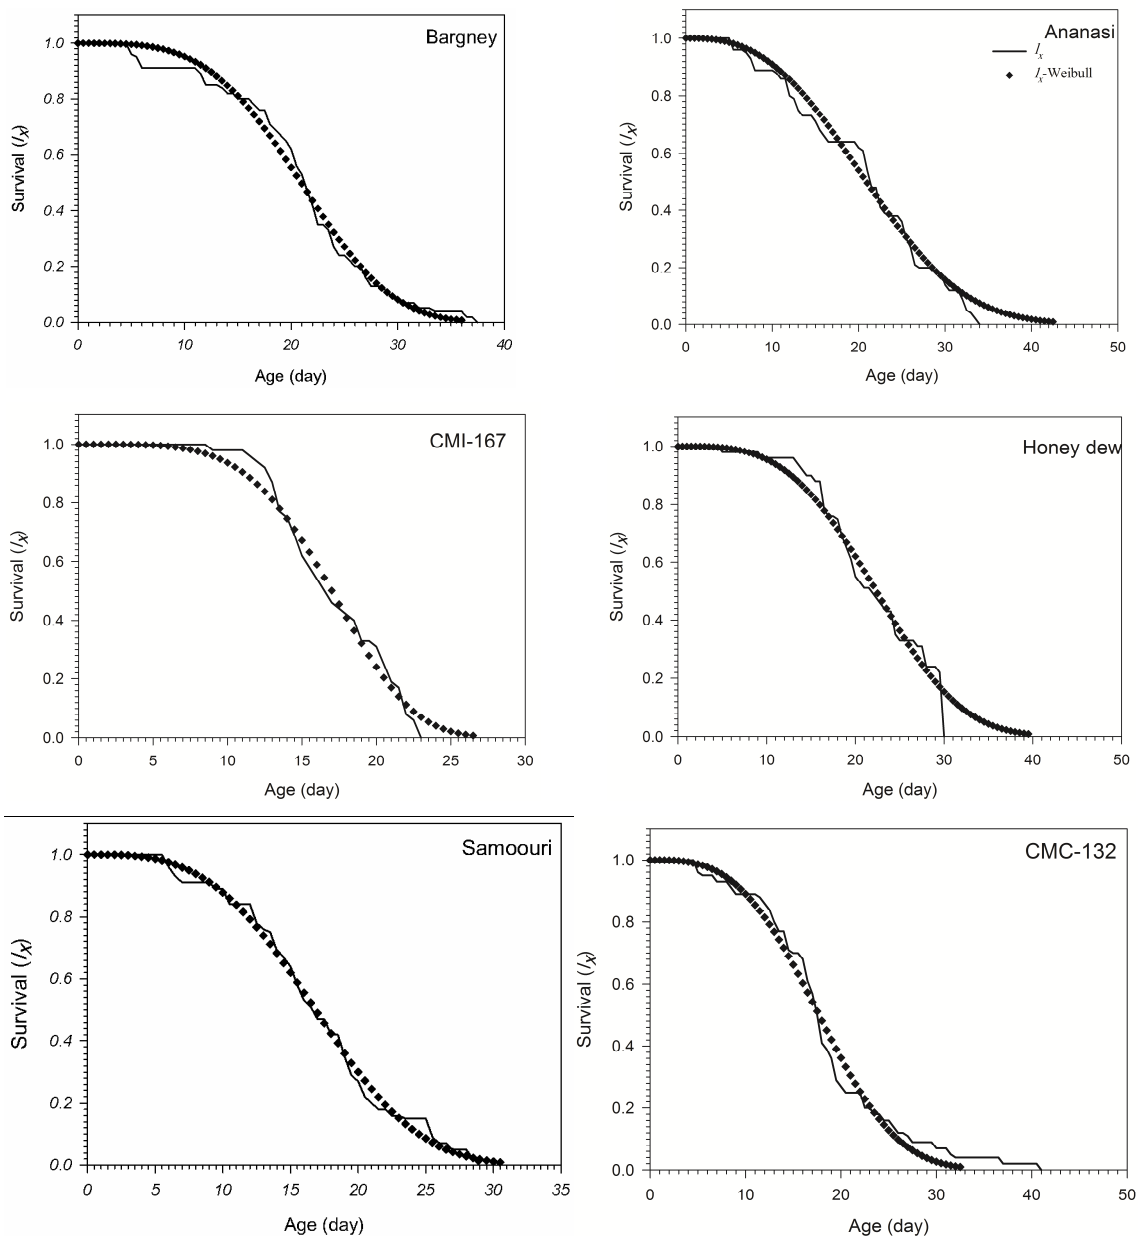 Bargney
Survival (lx)
1.0
0.8
0.6
0.4
0.2
0.0
0 10 20 30 40
Age (day)
Ananasi
lx
lx-Weibull
Survival (lx)
1.0
0.8
0.6
0.4
0.2
0.0
0 10 20 30 40 50
Age (day)
CMI-167
Survival (lx)
1.0
0.8
0.6
0.4
0.2
0.0
0 5 10 15 20 25 30
Age (day)
Honey dew
Survival (lx)
1.0
0.8
0.6
0.4
0.2
0.0
0 10 20 30 40 50
Age (day)
Samoouri
Survival (lx)
1.0
0.8
0.6
0.4
0.2
0.0
0 5 10 15 20 25 30 35
Age (day)
CMC-132
Survival (lx)
1.0
0.8
0.6
0.4
0.2
0.0
0 10 20 30 40 50
Age (day)